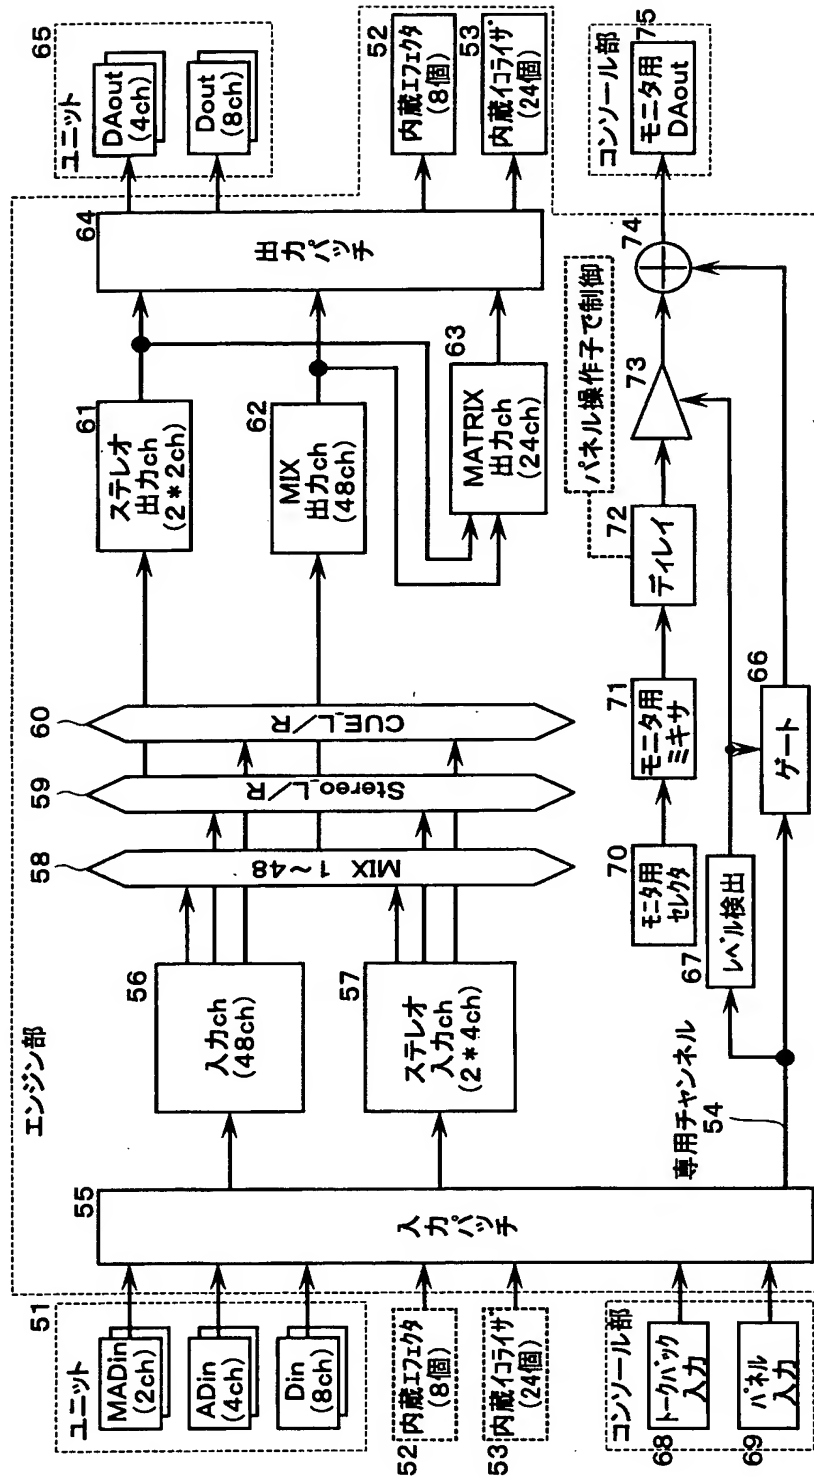 エンジン部
51
ユニット
MADin
(2ch)
ADin
(4ch)
Din
(8ch)
52
内蔵エフェクタ
(8個)
53
内蔵イコライザ
(24個)
コンソール部
68
トークバック
入力
69
パネル
入力
55
入力パッチ
専用チャンネル
54
56
入力ch
(48ch)
57
ステレオ
入力ch
(2*4ch)
58
MIX 1~48
59
Stereo_L/R
60
CUE_L/R
61
ステレオ
出力ch
(2*2ch)
62
MIX
出力ch
(48ch)
63
MATRIX
出力ch
(24ch)
64
出力パッチ
65
ユニット
DAout
(4ch)
Dout
(8ch)
52
内蔵エフェクタ
(8個)
53
内蔵イコライザ
(24個)
67
レベル検出
66
ゲート
70
モニタ用
セレクタ
71
モニタ用
ミキサ
72
ディレイ
パネル操作子で制御
73
74
コンソール部
75
モニタ用
DAout